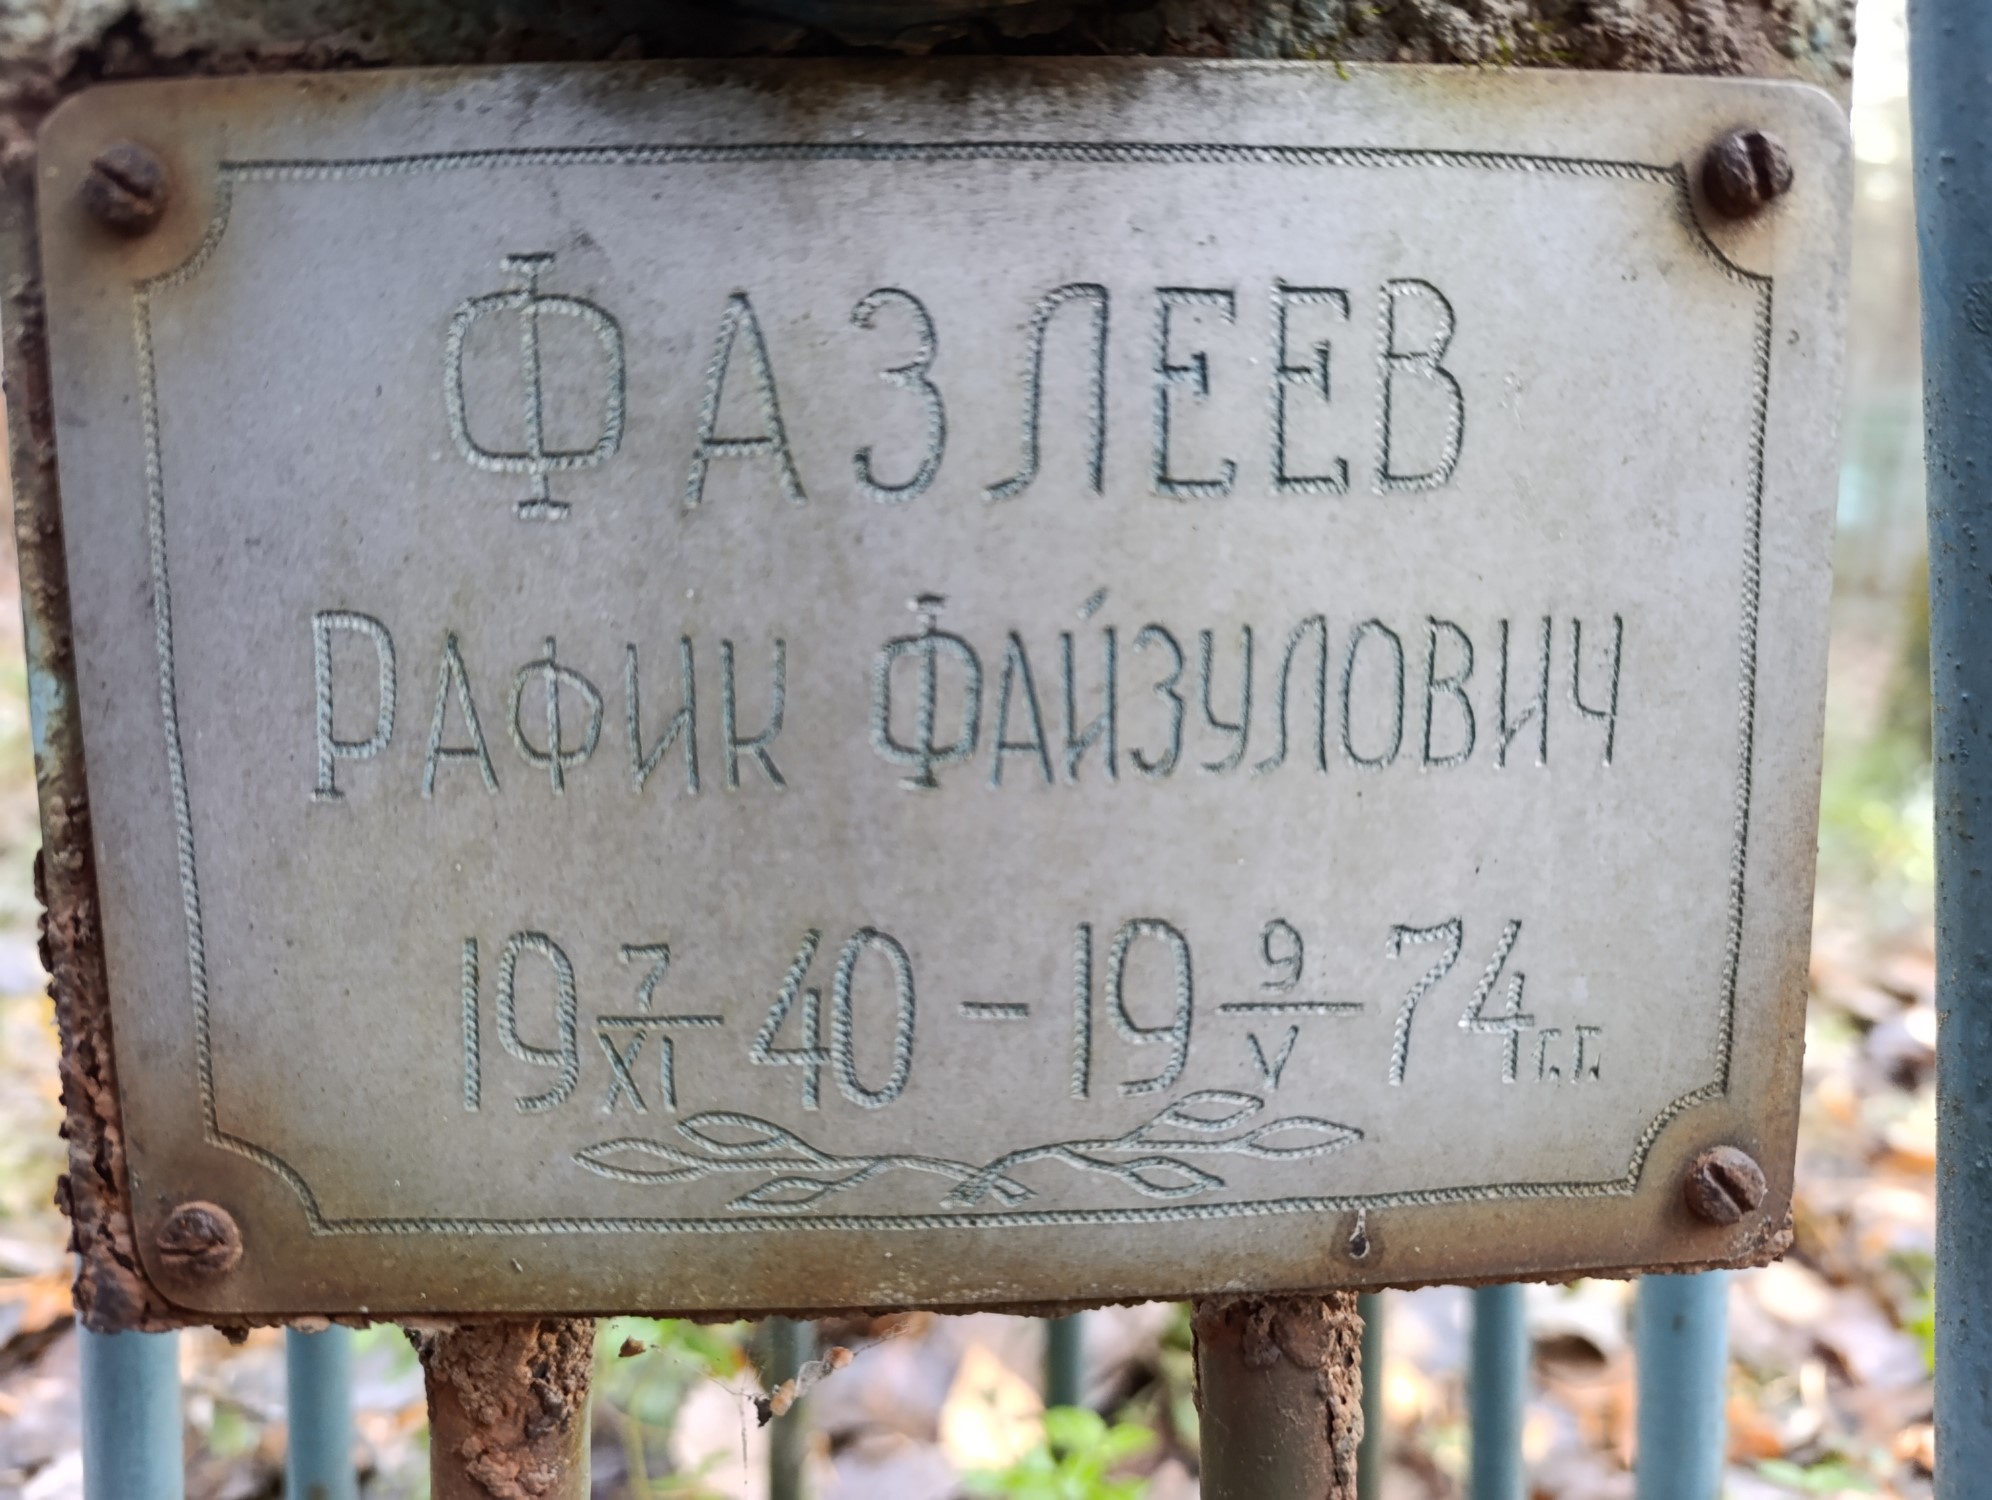 ФАЗЛЕЕВ
РАФИК ФАЙЗУЛОВИЧ
19 7/XI 40 – 19 9/V 74 г.г.